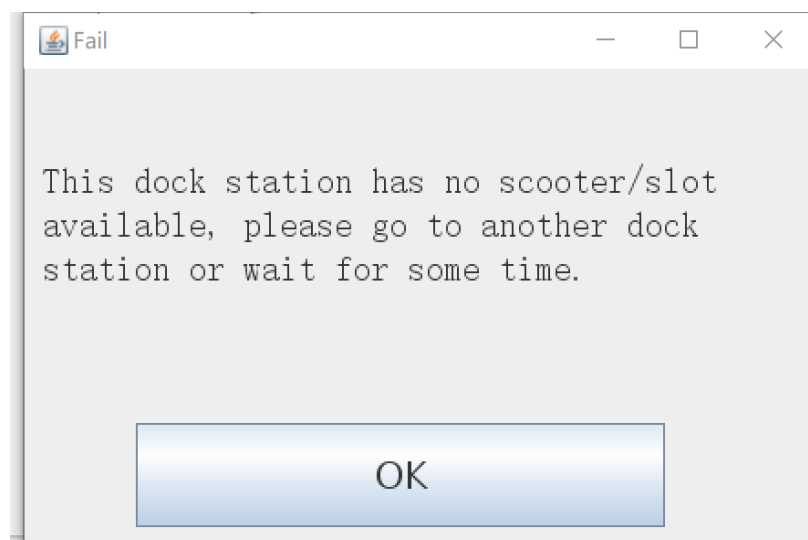 Fail
This dock station has no scooter/slot
available, please go to another dock
station or wait for some time.
OK